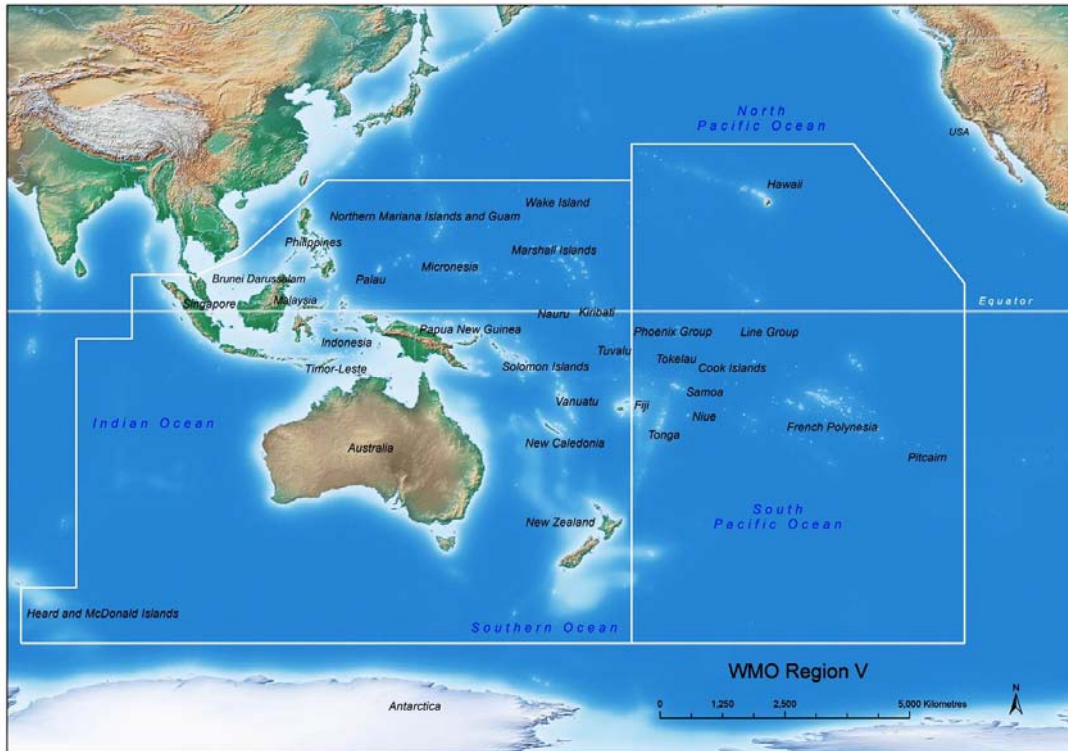 North
Pacific Ocean
USA
Hawaii
Wake Island
Northern Mariana Islands and Guam
Philippines
Marshall Islands
Micronesia
Palau
Brunei Darussalam
Singapore
Malaysia
Equator
Nauru
Kiribati
Papua New Guinea
Phoenix Group
Line Group
Indonesia
Tuvalu
Tokelau
Timor-Leste
Solomon Islands
Cook Islands
Samoa
Vanuatu
Fiji
Niue
Indian Ocean
French Polynesia
Tonga
Australia
New Caledonia
Pitcairn
South
Pacific Ocean
New Zealand
Heard and McDonald Islands
Southern Ocean
WMO Region V
N
0 1,250 2,500 5,000 Kilometres
Antarctica